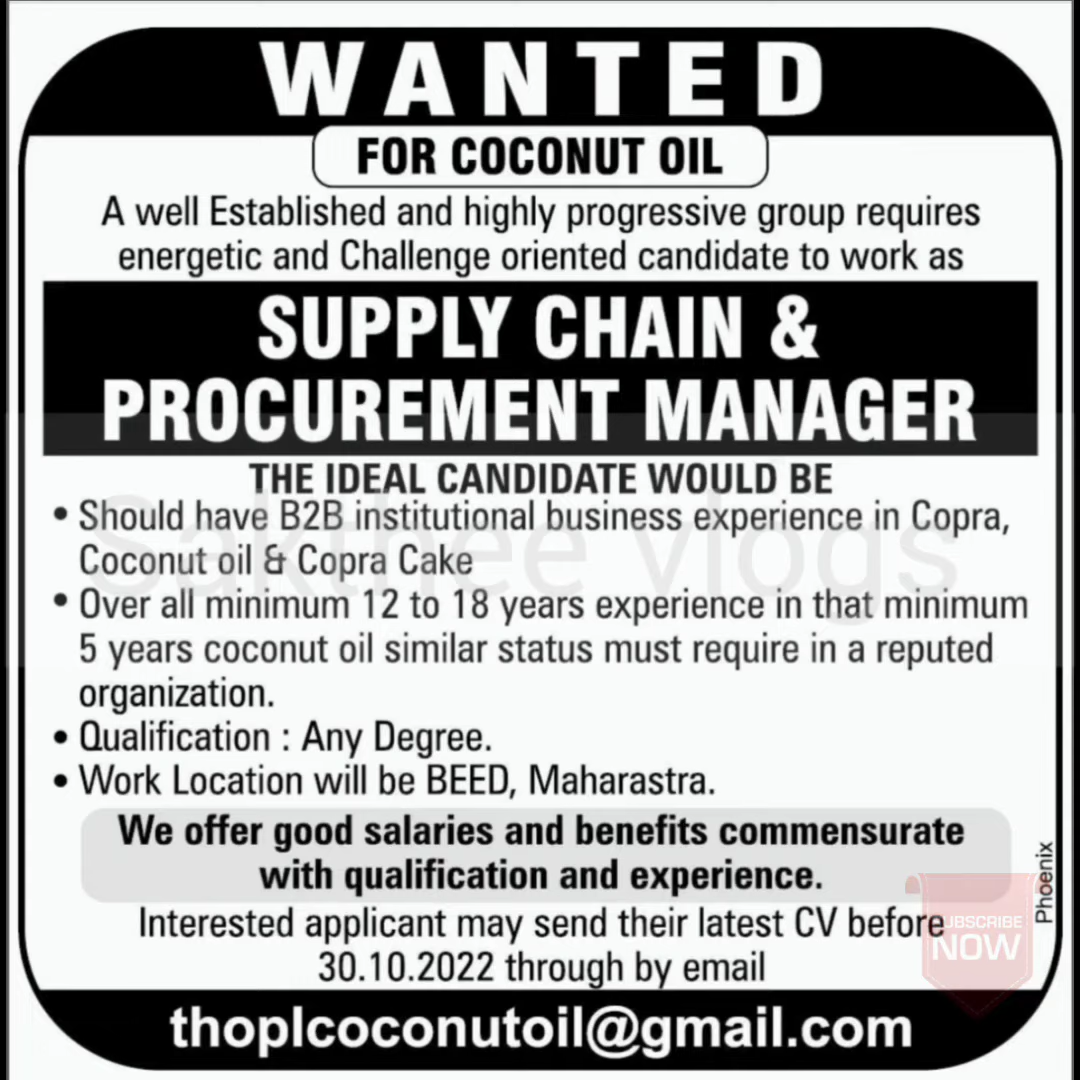 WANTED
FOR COCONUT OIL
A well Established and highly progressive group requires
energetic and Challenge oriented candidate to work as
SUPPLY CHAIN &
PROCUREMENT MANAGER
THE IDEAL CANDIDATE WOULD BE
• Should have B2B institutional business experience in Copra,
Coconut oil & Copra Cake
• Over all minimum 12 to 18 years experience in that minimum
5 years coconut oil similar status must require in a reputed
organization.
• Qualification : Any Degree.
• Work Location will be BEED, Maharastra.
We offer good salaries and benefits commensurate
with qualification and experience.
Interested applicant may send their latest CV before
30.10.2022 through by email
thoplcoconutoil@gmail.com
Phoenix
Sakthee vlogs
SUBSCRIBE
NOW